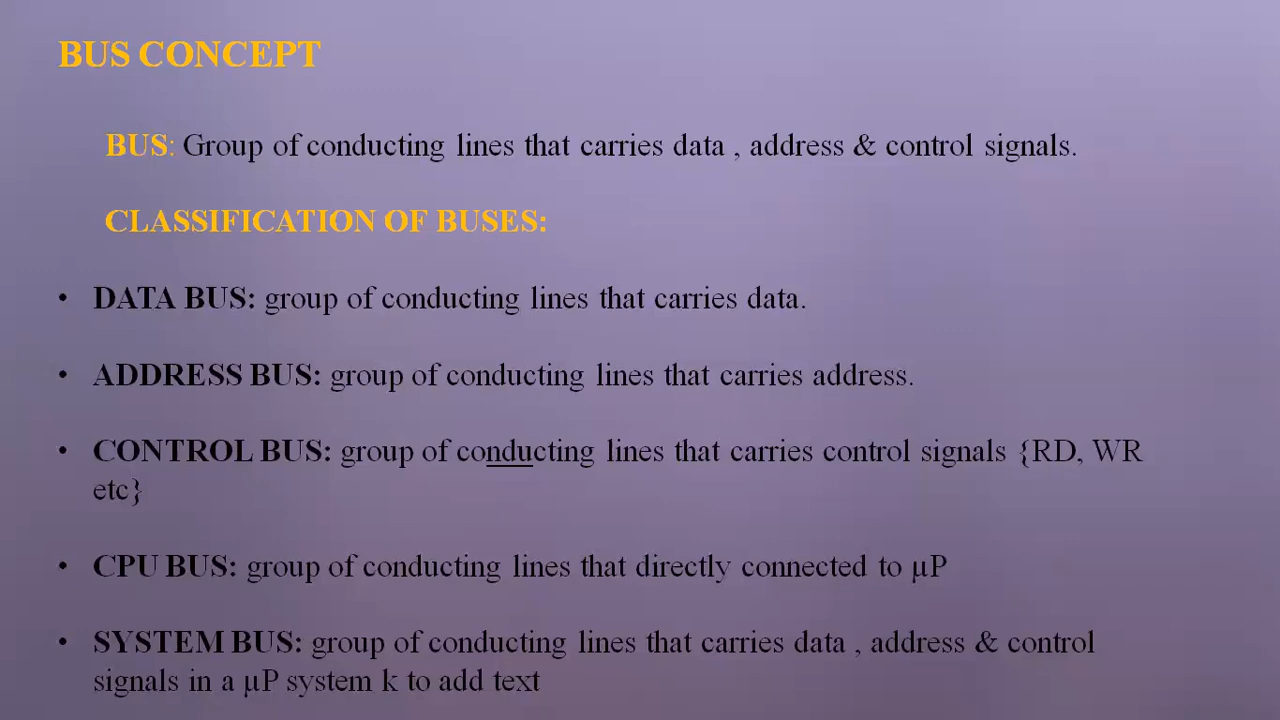 BUS CONCEPT
BUS: Group of conducting lines that carries data , address & control signals.
CLASSIFICATION OF BUSES:
• DATA BUS: group of conducting lines that carries data.
• ADDRESS BUS: group of conducting lines that carries address.
• CONTROL BUS: group of conducting lines that carries control signals {RD, WR
etc}
• CPU BUS: group of conducting lines that directly connected to µP
• SYSTEM BUS: group of conducting lines that carries data , address & control
signals in a µP system k to add text